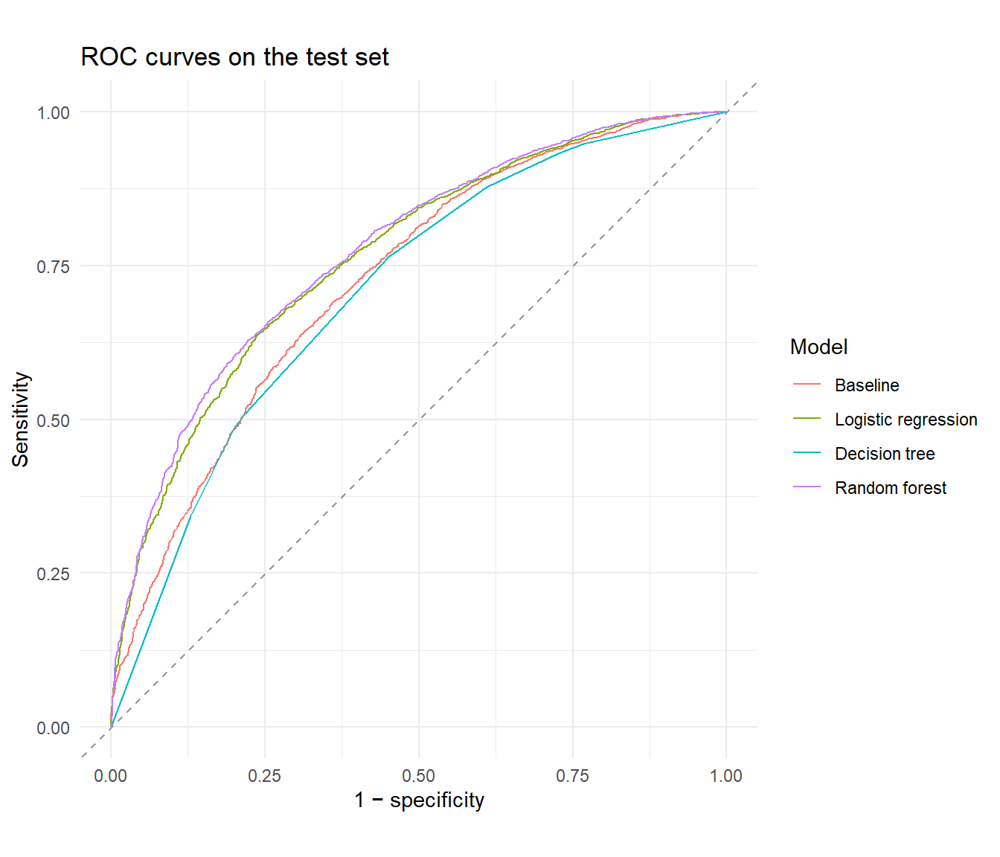 ROC curves on the test set
1.00
0.75
0.50
0.25
0.00
Sensitivity
0.00 0.25 0.50 0.75 1.00
1 − specificity
Model
Baseline
Logistic regression
Decision tree
Random forest